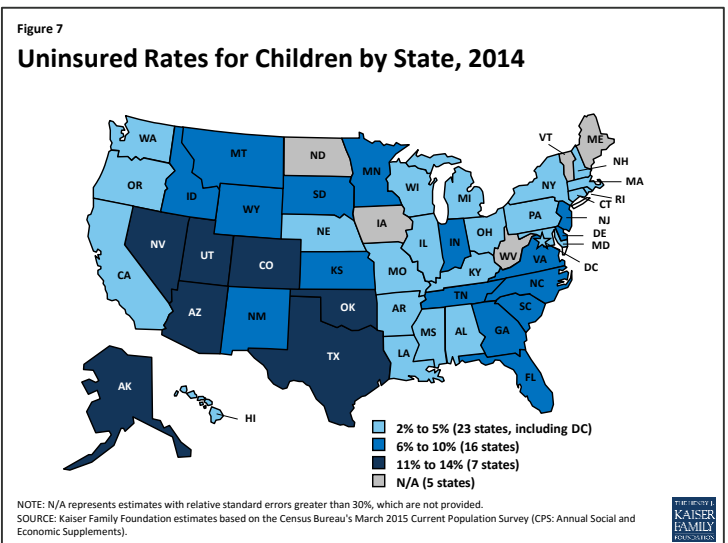 Figure 7
Uninsured Rates for Children by State, 2014
WA
OR
CA
NV
ID
MT
WY
UT
AZ
CO
NM
ND
SD
NE
KS
OK
TX
MN
IA
MO
AR
LA
WI
IL
MI
IN
OH
KY
TN
MS
AL
GA
FL
SC
NC
VA
WV
PA
NY
VT
ME
NH
MA
RI
CT
NJ
DE
MD
DC
AK
HI
2% to 5% (23 states, including DC)
6% to 10% (16 states)
11% to 14% (7 states)
N/A (5 states)
NOTE: N/A represents estimates with relative standard errors greater than 30%, which are not provided.
SOURCE: Kaiser Family Foundation estimates based on the Census Bureau's March 2015 Current Population Survey (CPS: Annual Social and
Economic Supplements).
THE HENRY J.
KAISER
FAMILY
FOUNDATION